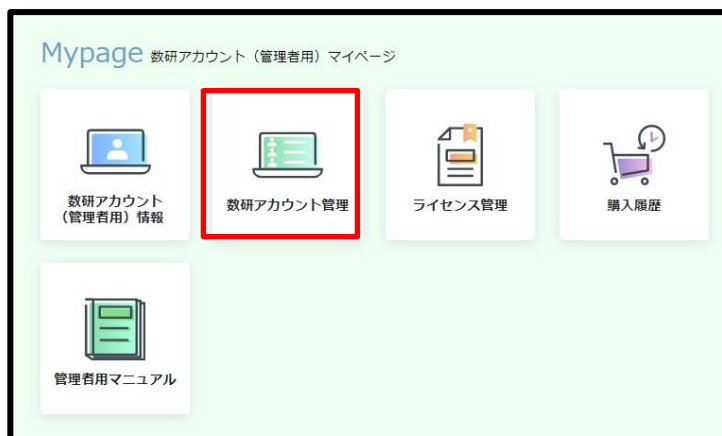 Mypage 数研アカウント（管理者用）マイページ
数研アカウント
（管理者用）情報
数研アカウント管理
ライセンス管理
購入履歴
管理者用マニュアル